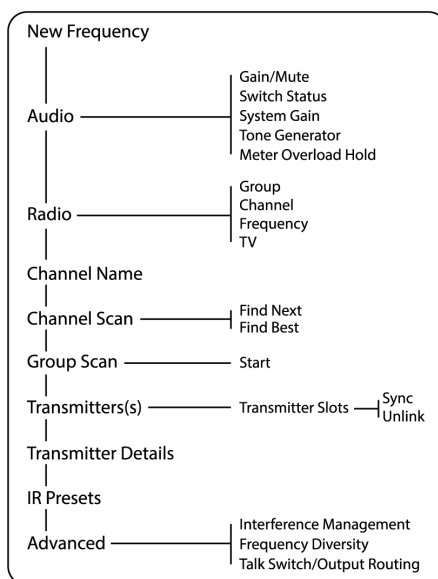 New Frequency
Audio
Gain/Mute
Switch Status
System Gain
Tone Generator
Meter Overload Hold
Radio
Group
Channel
Frequency
TV
Channel Name
Channel Scan
Find Next
Find Best
Group Scan
Start
Transmitters(s)
Transmitter Slots
Sync
Unlink
Transmitter Details
IR Presets
Advanced
Interference Management
Frequency Diversity
Talk Switch/Output Routing